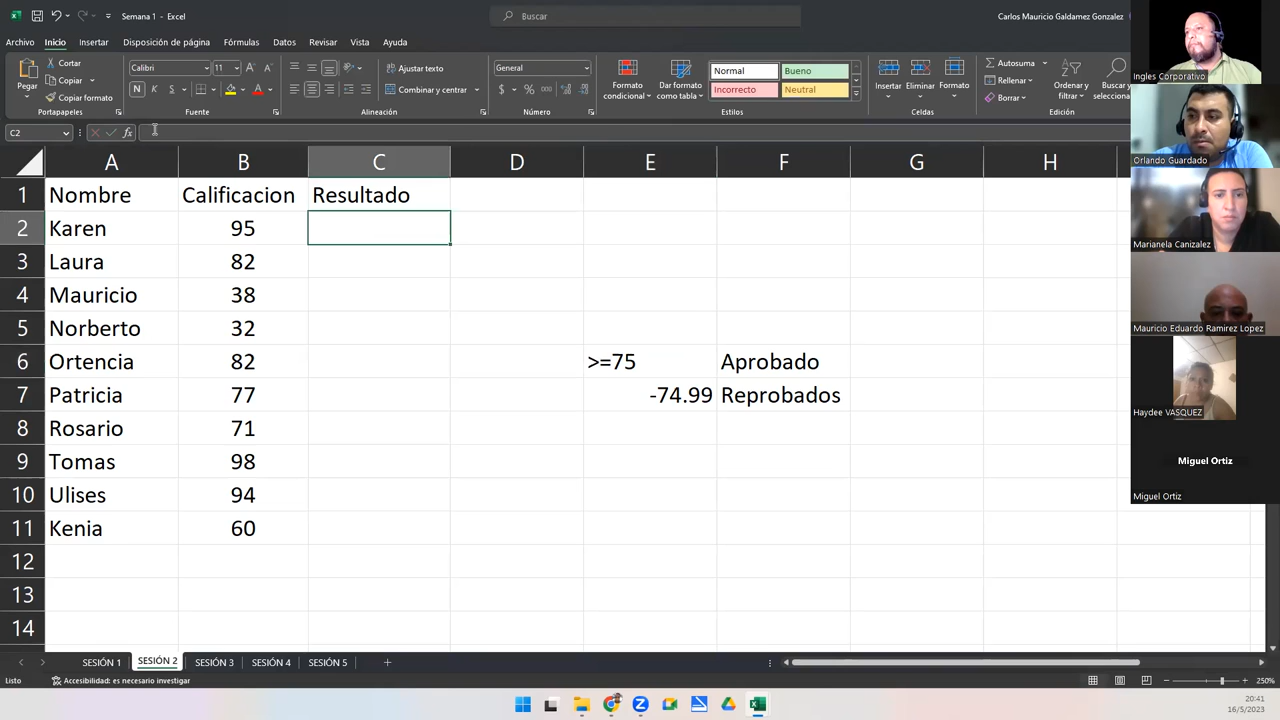 Semana 1 - Excel
Buscar
Carlos Mauricio Galdamez Gonzalez
Archivo Inicio Insertar Disposición de página Fórmulas Datos Revisar Vista Ayuda
Pegar
Cortar
Copiar
Copiar formato
Portapapeles
Calibri 11
N K S
Fuente
Ajustar texto
Combinar y centrar
Alineación
General
$ %
Número
Formato condicional
Dar formato como tabla
Normal Bueno
Incorrecto Neutral
Estilos
Insertar Eliminar Formato
Celdas
Autosuma
Rellenar
Borrar
Ordenar y filtrar
Buscar y selecciona
Edición
C2
fx
A B C D E F G H
1 Nombre Calificacion Resultado
2 Karen 95
3 Laura 82
4 Mauricio 38
5 Norberto 32
6 Ortencia 82 >=75 Aprobado
7 Patricia 77 -74.99 Reprobados
8 Rosario 71
9 Tomas 98
10 Ulises 94
11 Kenia 60
12
13
14
Ingles Corporativo
Orlando Guardado
Marianela Canizalez
Mauricio Eduardo Ramirez Lopez
Haydee VASQUEZ
Miguel Ortiz
Miguel Ortiz
SESIÓN 1 SESIÓN 2 SESIÓN 3 SESIÓN 4 SESIÓN 5
Listo Accesibilidad: es necesario investigar 250%
20:41
16/5/2023